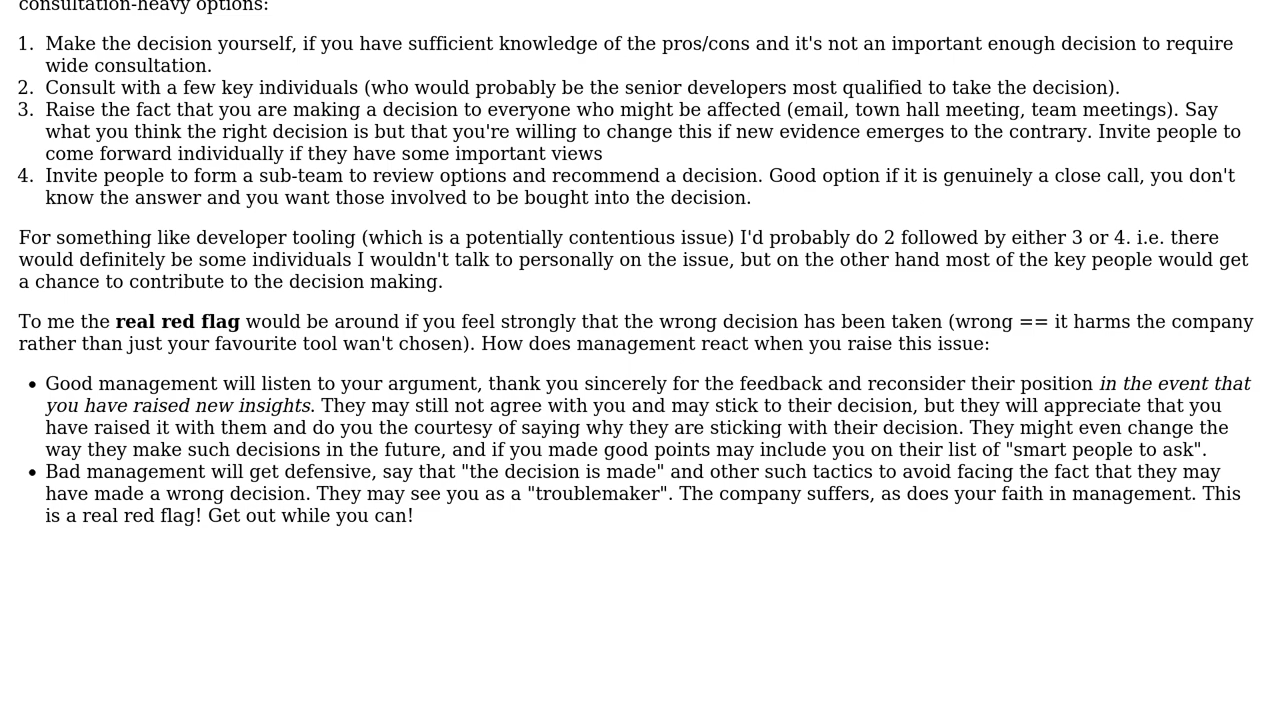 consultation-heavy options:
1. Make the decision yourself, if you have sufficient knowledge of the pros/cons and it's not an important enough decision to require
wide consultation.
2. Consult with a few key individuals (who would probably be the senior developers most qualified to take the decision).
3. Raise the fact that you are making a decision to everyone who might be affected (email, town hall meeting, team meetings). Say
what you think the right decision is but that you're willing to change this if new evidence emerges to the contrary. Invite people to
come forward individually if they have some important views
4. Invite people to form a sub-team to review options and recommend a decision. Good option if it is genuinely a close call, you don't
know the answer and you want those involved to be bought into the decision.
For something like developer tooling (which is a potentially contentious issue) I'd probably do 2 followed by either 3 or 4. i.e. there
would definitely be some individuals I wouldn't talk to personally on the issue, but on the other hand most of the key people would get
a chance to contribute to the decision making.
To me the real red flag would be around if you feel strongly that the wrong decision has been taken (wrong == it harms the company
rather than just your favourite tool wan't chosen). How does management react when you raise this issue:
• Good management will listen to your argument, thank you sincerely for the feedback and reconsider their position in the event that
you have raised new insights. They may still not agree with you and may stick to their decision, but they will appreciate that you
have raised it with them and do you the courtesy of saying why they are sticking with their decision. They might even change the
way they make such decisions in the future, and if you made good points may include you on their list of "smart people to ask".
• Bad management will get defensive, say that "the decision is made" and other such tactics to avoid facing the fact that they may
have made a wrong decision. They may see you as a "troublemaker". The company suffers, as does your faith in management. This
is a real red flag! Get out while you can!